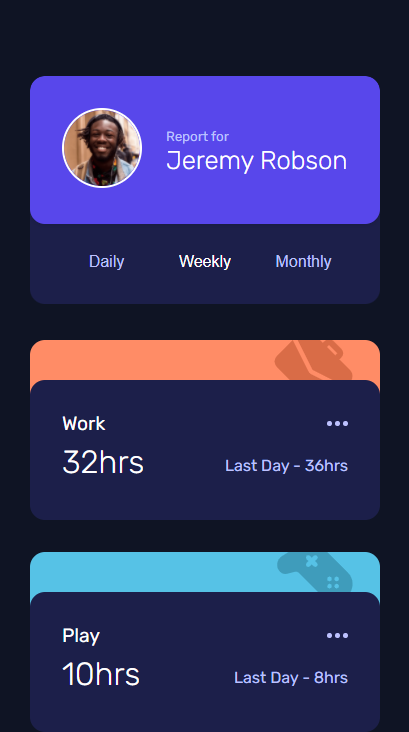 Report for
Jeremy Robson
Daily Weekly Monthly
Work
32hrs Last Day - 36hrs
Play
10hrs Last Day - 8hrs